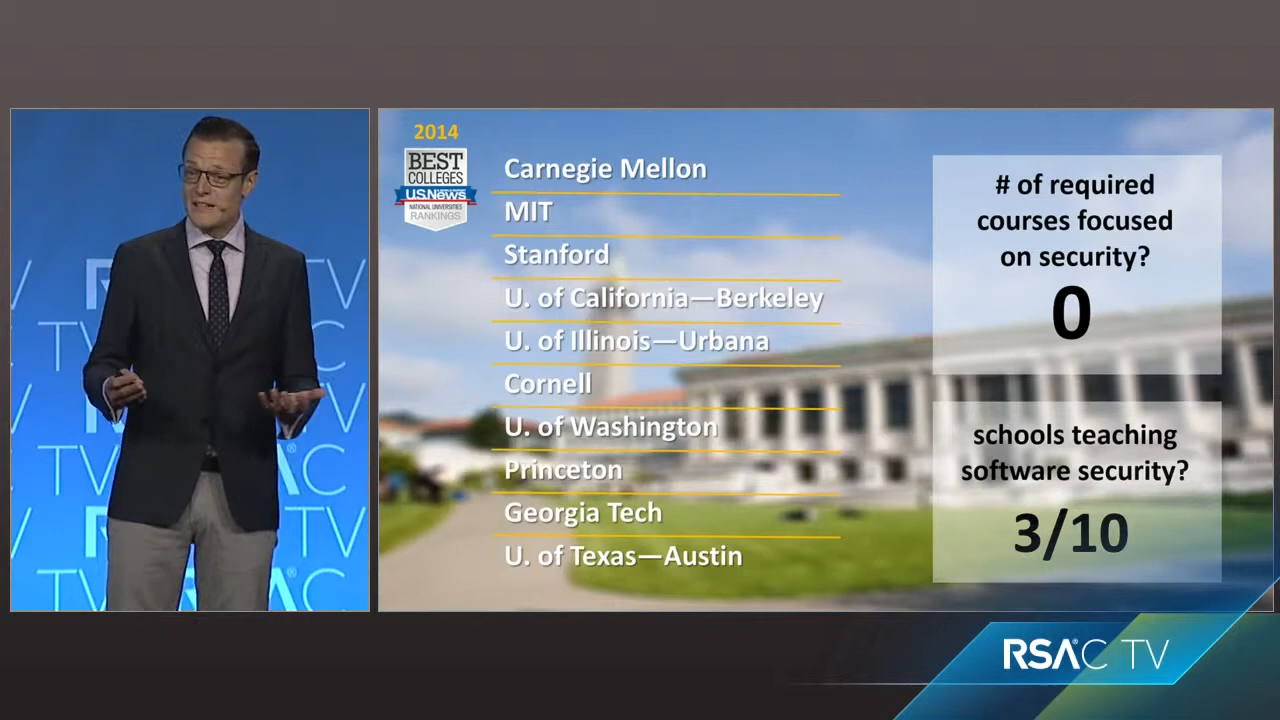 2014
BEST
COLLEGES
U.S.News
NATIONAL UNIVERSITIES
RANKINGS
Carnegie Mellon
MIT
Stanford
U. of California—Berkeley
U. of Illinois—Urbana
Cornell
U. of Washington
Princeton
Georgia Tech
U. of Texas—Austin
# of required
courses focused
on security?
0
schools teaching
software security?
3/10
RSA®C TV